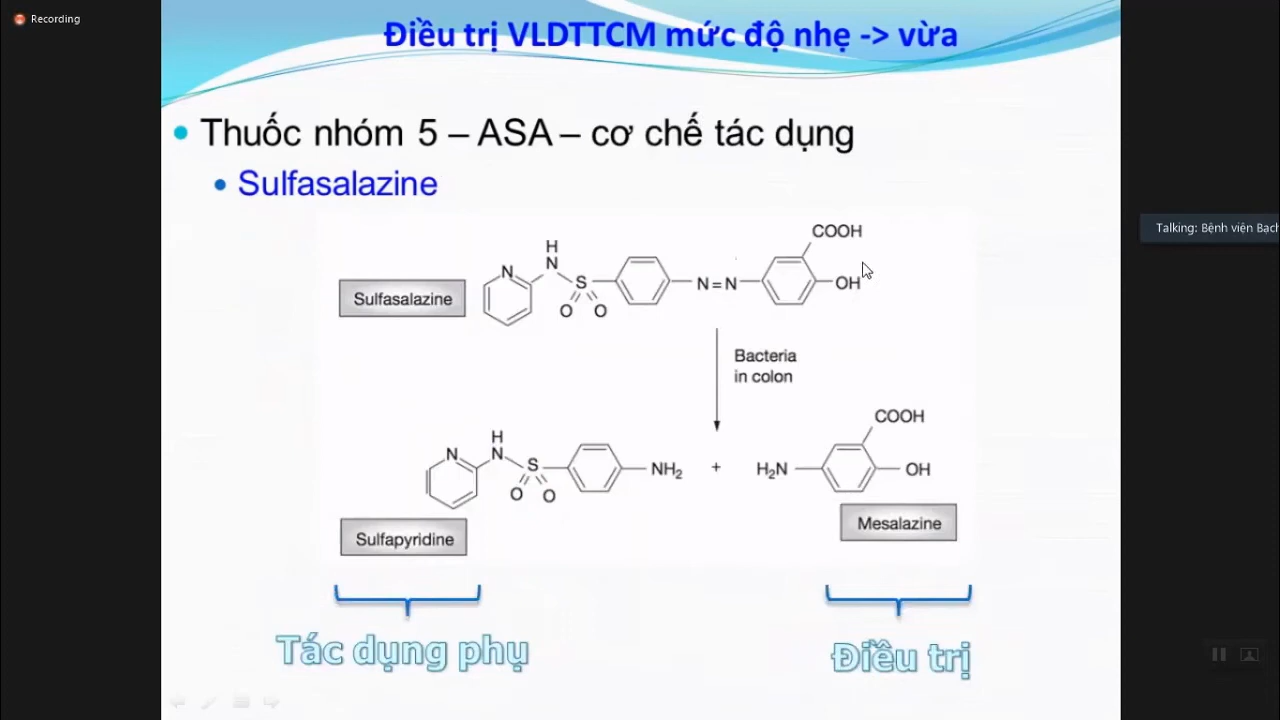 Recording
Điều trị VLDTTCM mức độ nhẹ -> vừa
Thuốc nhóm 5 – ASA – cơ chế tác dụng
Sulfasalazine
Talking: Bệnh viện Bạch
COOH
H
N
N
S
O O
N=N
OH
Sulfasalazine
Bacteria
in colon
COOH
H
N
N
S
O O
NH₂
+
H₂N
OH
Sulfapyridine
Mesalazine
Tác dụng phụ
Điều trị